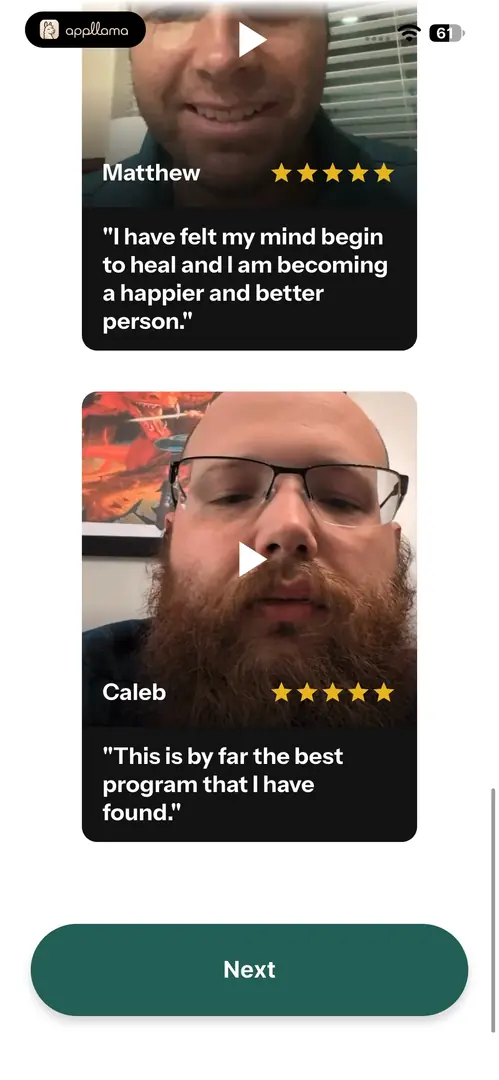 appllama
61
Matthew
"I have felt my mind begin
to heal and I am becoming
a happier and better
person."
Caleb
"This is by far the best
program that I have
found."
Next